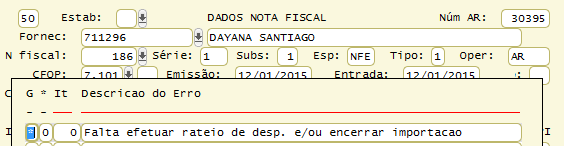 50 Estab: DADOS NOTA FISCAL Núm AR: 30395
Fornec: 711296 DAYANA SANTIAGO
N fiscal: 186 Série: 1 Subs: 1 Esp: NFE Tipo: 1 Oper: AR
CFOP: 7.101 Emissão: 12/01/2015 Entrada: 12/01/2015 :
C G * It Descricao do Erro
I * 0 0 Falta efetuar rateio de desp. e/ou encerrar importacao I